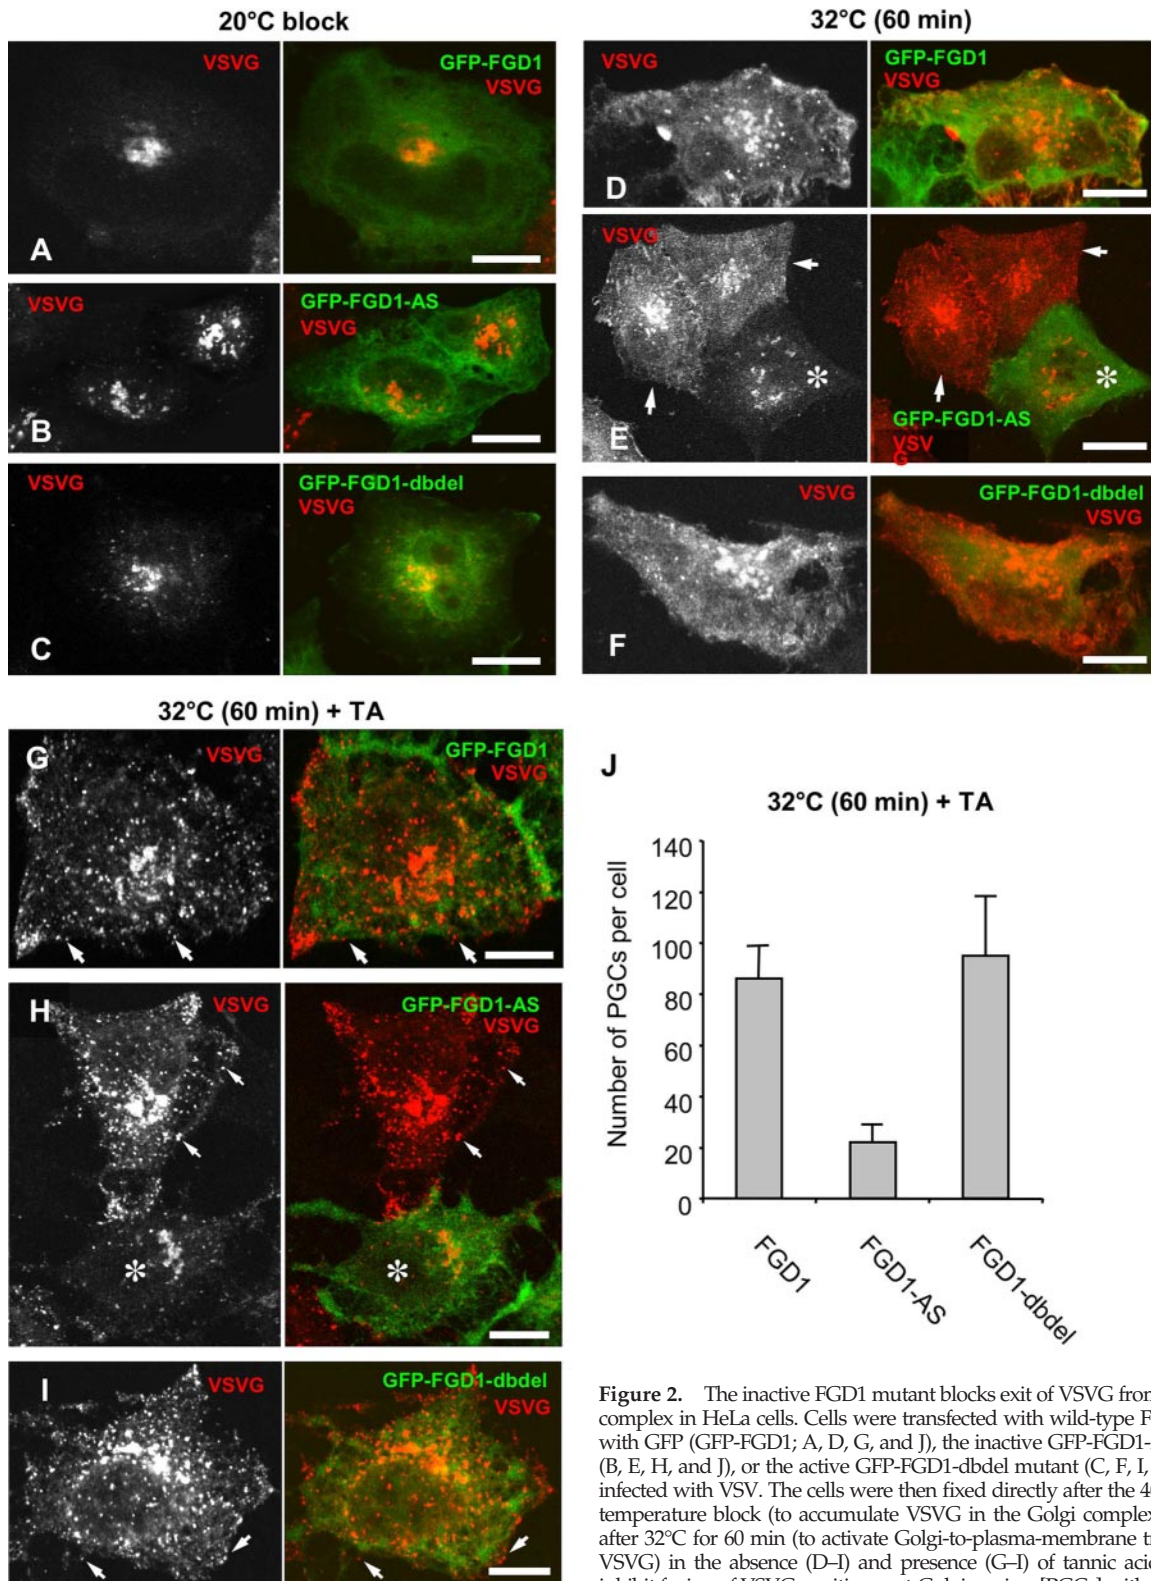 20°C block
VSVG
GFP-FGD1
VSVG
A
VSVG
GFP-FGD1-AS
VSVG
B
VSVG
GFP-FGD1-dbdel
VSVG
C
32°C (60 min)
VSVG
GFP-FGD1
VSVG
D
VSVG
*
*
GFP-FGD1-AS
VSV
G
E
VSVG
GFP-FGD1-dbdel
VSVG
F
32°C (60 min) + TA
G
VSVG
GFP-FGD1
VSVG
H
VSVG
GFP-FGD1-AS
VSVG
*
*
I
VSVG
GFP-FGD1-dbdel
VSVG
J
32°C (60 min) + TA
Number of PGCs per cell
140
120
100
80
60
40
20
0
FGD1
FGD1-AS
FGD1-dbdel
Figure 2. The inactive FGD1 mutant blocks exit of VSVG from
complex in HeLa cells. Cells were transfected with wild-type F
with GFP (GFP-FGD1; A, D, G, and J), the inactive GFP-FGD1-
(B, E, H, and J), or the active GFP-FGD1-dbdel mutant (C, F, I,
infected with VSV. The cells were then fixed directly after the 4
temperature block (to accumulate VSVG in the Golgi complex
after 32°C for 60 min (to activate Golgi-to-plasma-membrane t
VSVG) in the absence (D–I) and presence (G–I) of tannic acid